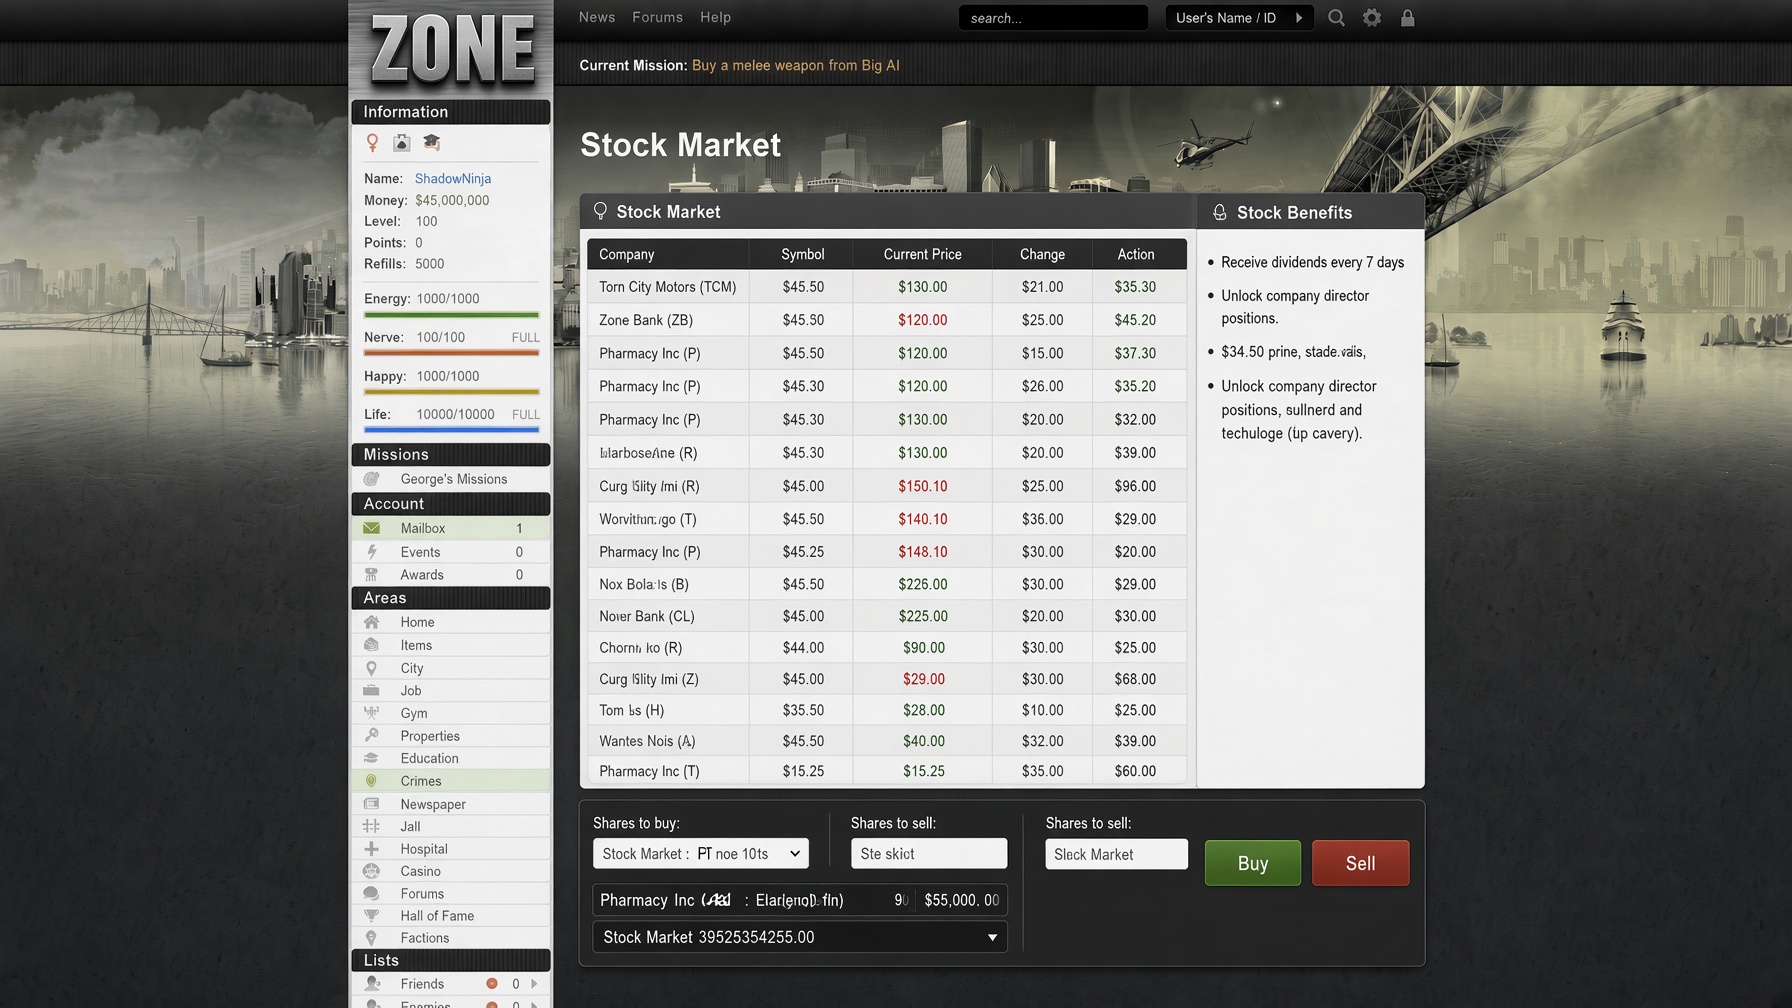 ZONE
News Forums Help
search...
User's Name / ID
Current Mission: Buy a melee weapon from Big AI
Information
Name: ShadowNinja
Money: $45,000,000
Level: 100
Points: 0
Refills: 5000
Energy: 1000/1000
Nerve: 100/100 FULL
Happy: 1000/1000
Life: 10000/10000 FULL
Missions
George's Missions
Account
Mailbox 1
Events 0
Awards 0
Areas
Home
Items
City
Job
Gym
Properties
Education
Crimes
Newspaper
Jall
Hospital
Casino
Forums
Hall of Fame
Factions
Lists
Friends 0
Enemies 0
Stock Market
Stock Market
Company Symbol Current Price Change Action
Torn City Motors (TCM) $45.50 $130.00 $21.00 $35.30
Zone Bank (ZB) $45.50 $120.00 $25.00 $45.20
Pharmacy Inc (P) $45.50 $120.00 $15.00 $37.30
Pharmacy Inc (P) $45.30 $120.00 $26.00 $35.20
Pharmacy Inc (P) $45.30 $130.00 $20.00 $32.00
(R) $45.30 $130.00 $20.00 $39.00
Curg (R) $45.00 $150.10 $25.00 $96.00
(T) $45.50 $140.10 $36.00 $29.00
Pharmacy Inc (P) $45.25 $148.10 $30.00 $20.00
Nox (B) $45.50 $226.00 $30.00 $29.00
Nover Bank (CL) $45.00 $225.00 $20.00 $30.00
(R) $44.00 $90.00 $30.00 $25.00
Curg (Z) $45.00 $29.00 $30.00 $68.00
Tom (H) $35.50 $28.00 $10.00 $25.00
Wantes Nois (A) $45.50 $40.00 $32.00 $39.00
Pharmacy Inc (T) $15.25 $15.25 $35.00 $60.00
Stock Benefits
Receive dividends every 7 days
Unlock company director
positions.
$34.50 prine,
Unlock company director
positions, sullnerd and
techuloge (up cavery).
Shares to buy:
Stock Market : PT noe 10ts
Shares to sell:
Ste skiot
Shares to sell:
Slack Market
Buy
Sell
Pharmacy Inc $55,000. 00
Stock Market 39525354255.00